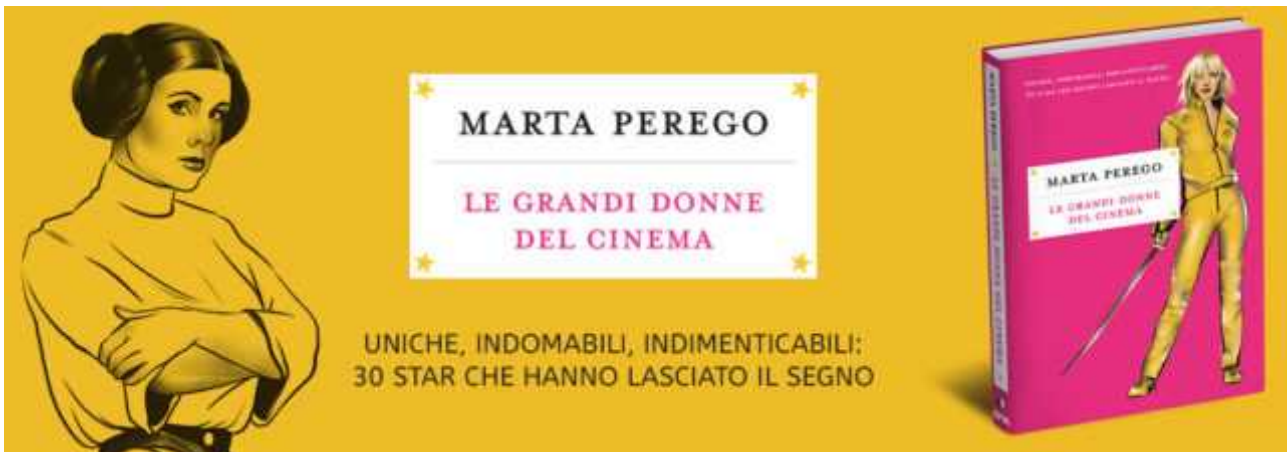 MARTA PEREGO
LE GRANDI DONNE
DEL CINEMA
UNICHE, INDOMABILI, INDIMENTICABILI:
30 STAR CHE HANNO LASCIATO IL SEGNO
MARTA PEREGO
LE GRANDI DONNE
DEL CINEMA